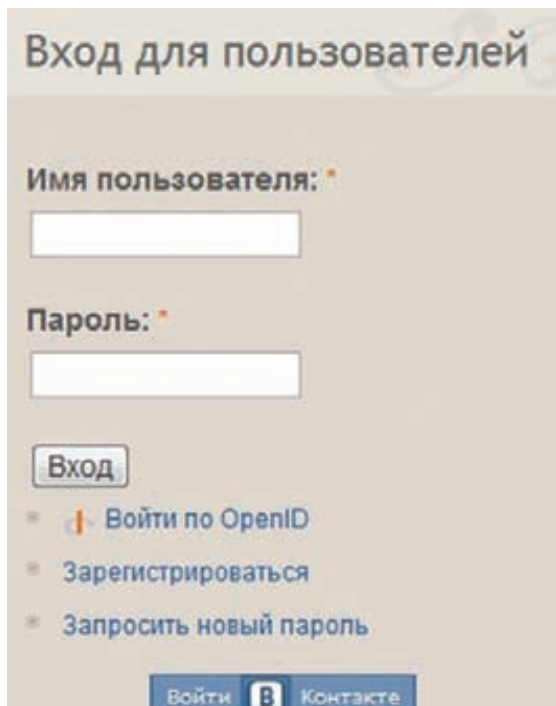 Вход для пользователей
Имя пользователя: *
Пароль: *
Вход
Войти по OpenID
Зарегистрироваться
Запросить новый пароль
Войти В Контакте